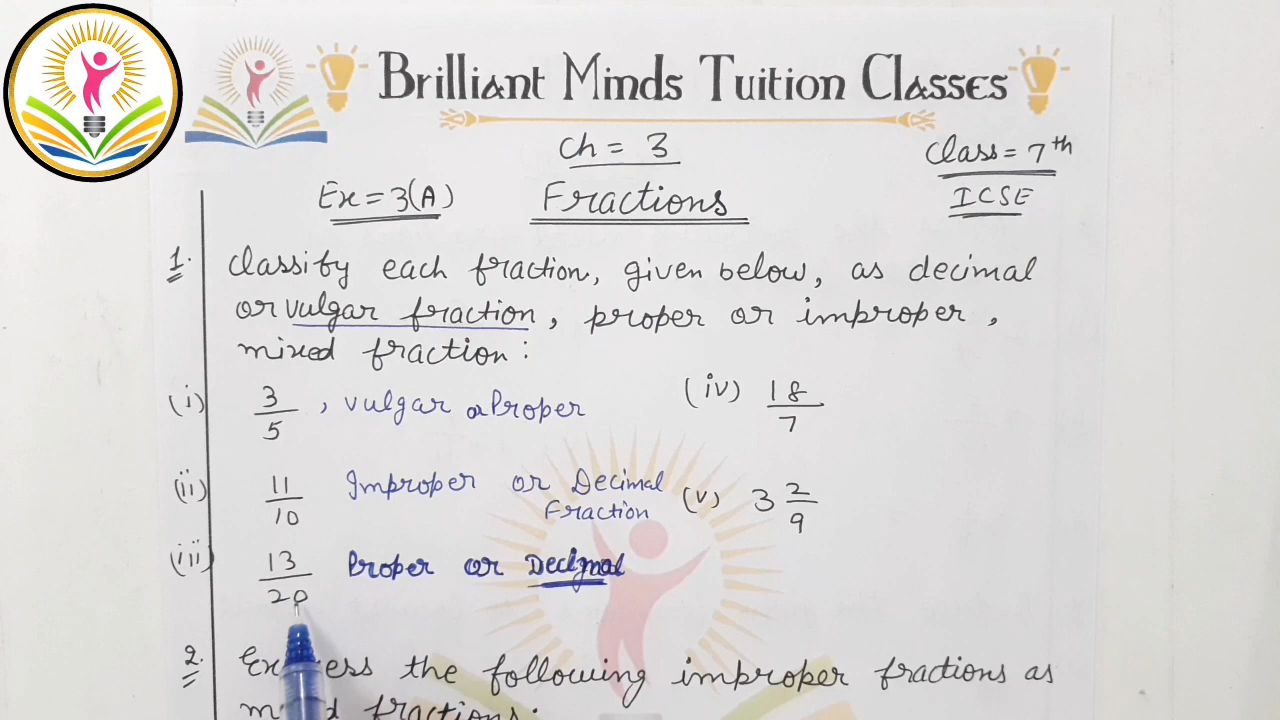 Brilliant Minds Tuition Classes
Ch = 3
Class = 7th
Ex = 3(A)
Fractions
ICSE
1. Classify each fraction, given below, as decimal
or vulgar fraction, proper or improper,
mixed fraction:
(i) 3/5, vulgar or Proper
(iv) 18/7
(ii) 11/10 Improper or Decimal
Fraction
(v) 3 2/9
(iii) 13/20 Proper or Decimal
2. the following improper fractions as
fractions: